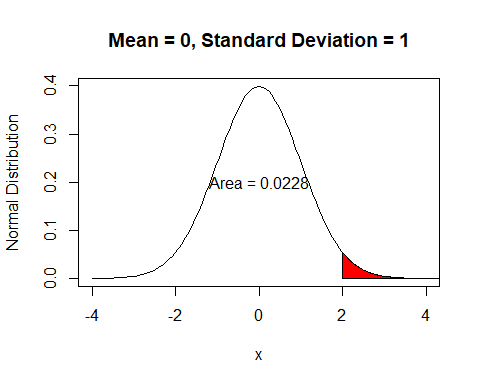 Mean = 0, Standard Deviation = 1
Normal Distribution
0.4
0.3
0.2
0.1
0.0
Area = 0.0228
-4 -2 0 2 4
x